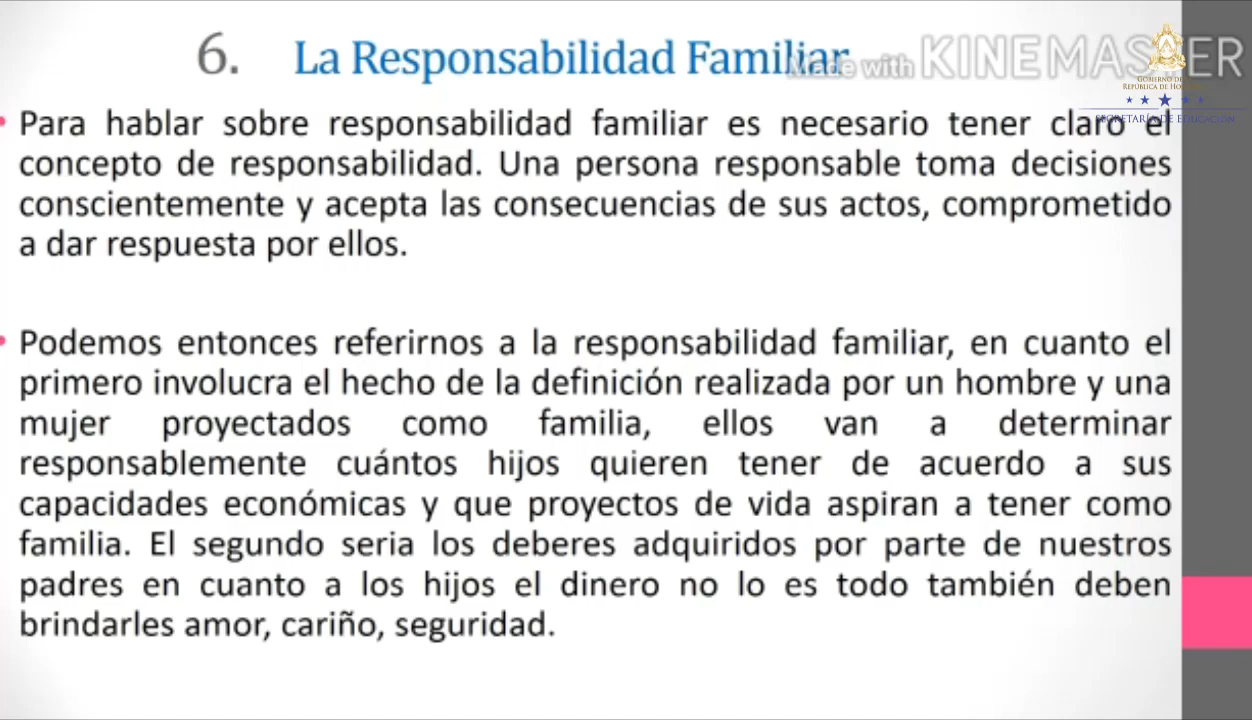 6. La Responsabilidad Familiar
Made with KINEMASTER
GOBIERNO DE
REPÚBLICA DE HO
SECRETARÍA DE EDUCACIÓN
• Para hablar sobre responsabilidad familiar es necesario tener claro el
concepto de responsabilidad. Una persona responsable toma decisiones
conscientemente y acepta las consecuencias de sus actos, comprometido
a dar respuesta por ellos.
• Podemos entonces referirnos a la responsabilidad familiar, en cuanto el
primero involucra el hecho de la definición realizada por un hombre y una
mujer proyectados como familia, ellos van a determinar
responsablemente cuántos hijos quieren tener de acuerdo a sus
capacidades económicas y que proyectos de vida aspiran a tener como
familia. El segundo seria los deberes adquiridos por parte de nuestros
padres en cuanto a los hijos el dinero no lo es todo también deben
brindarles amor, cariño, seguridad.